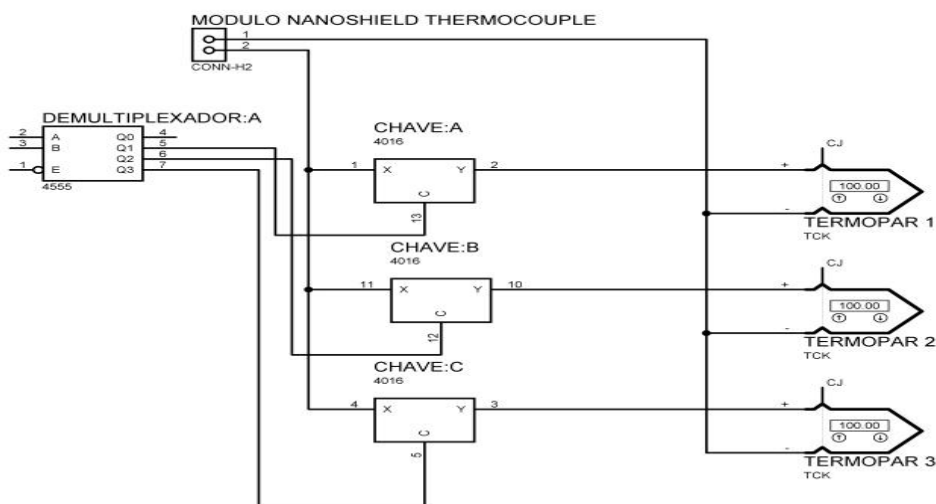 MODULO NANOSHIELD THERMOCOUPLE
1
2
CONN-H2
DEMULTIPLEXADOR:A
2 A Q0 4
3 B Q1 5
Q2 6
1 E Q3 7
4555
CHAVE:A
4016
1 X Y 2
C
13
CJ
+
100.00
-
TERMOPAR 1
TCK
CHAVE:B
4016
11 X Y 10
C
12
CJ
+
100.00
-
TERMOPAR 2
TCK
CHAVE:C
4016
4 X Y 3
C
5
CJ
+
100.00
-
TERMOPAR 3
TCK